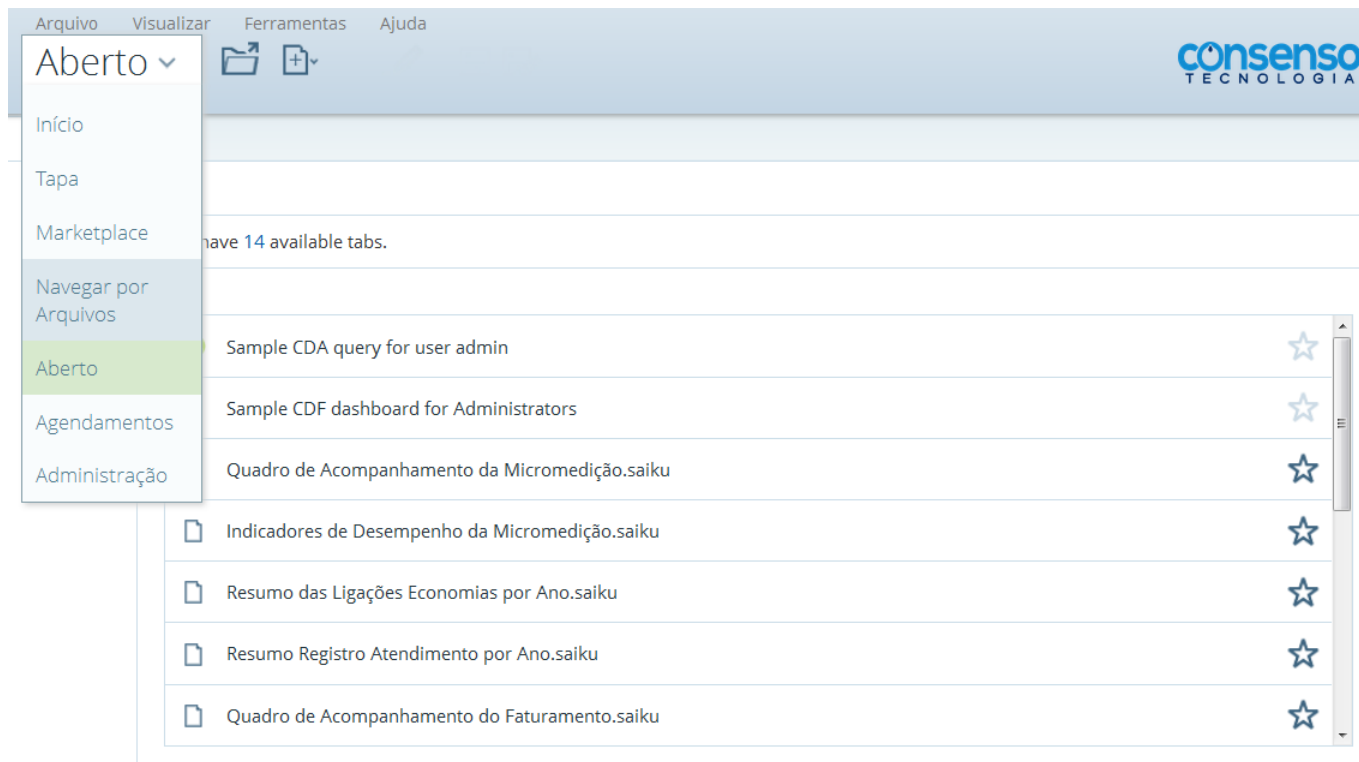 Arquivo Visualizar Ferramentas Ajuda
Aberto
consenso
TECNOLOGIA
Início
Tapa
Marketplace
have 14 available tabs.
Navegar por
Arquivos
Sample CDA query for user admin
Aberto
Sample CDF dashboard for Administrators
Agendamentos
Quadro de Acompanhamento da Micromedição.saiku
Administração
Indicadores de Desempenho da Micromedição.saiku
Resumo das Ligações Economias por Ano.saiku
Resumo Registro Atendimento por Ano.saiku
Quadro de Acompanhamento do Faturamento.saiku